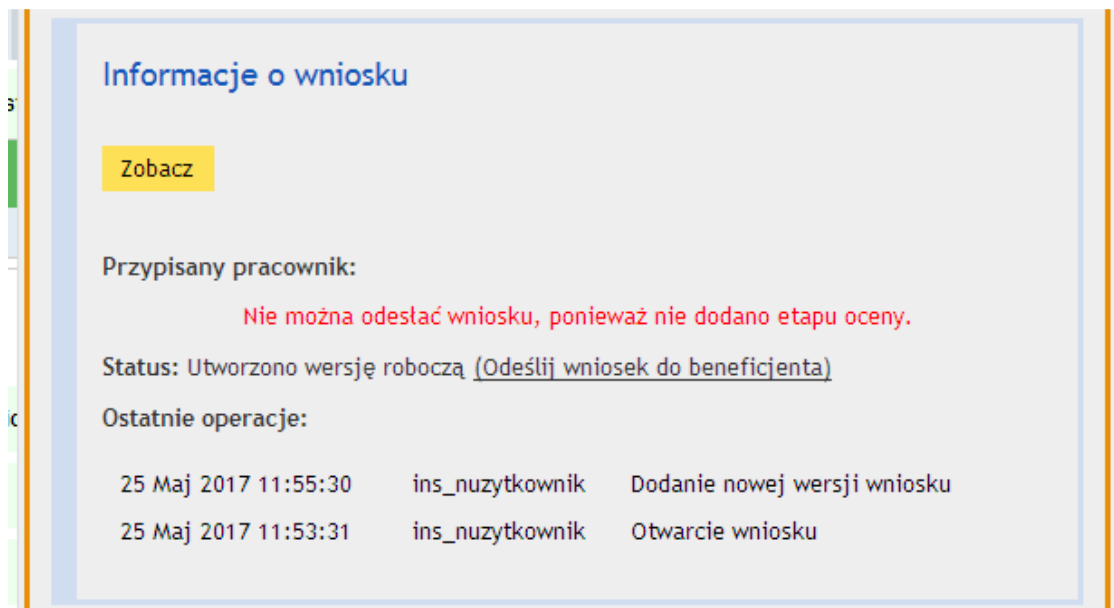 Informacje o wniosku
Zobacz
Przypisany pracownik:
Nie można odesłać wniosku, ponieważ nie dodano etapu oceny.
Status: Utworzono wersję roboczą (Odeślij wniosek do beneficjenta)
Ostatnie operacje:
25 Maj 2017 11:55:30 ins_nuzytkownik Dodanie nowej wersji wniosku
25 Maj 2017 11:53:31 ins_nuzytkownik Otwarcie wniosku